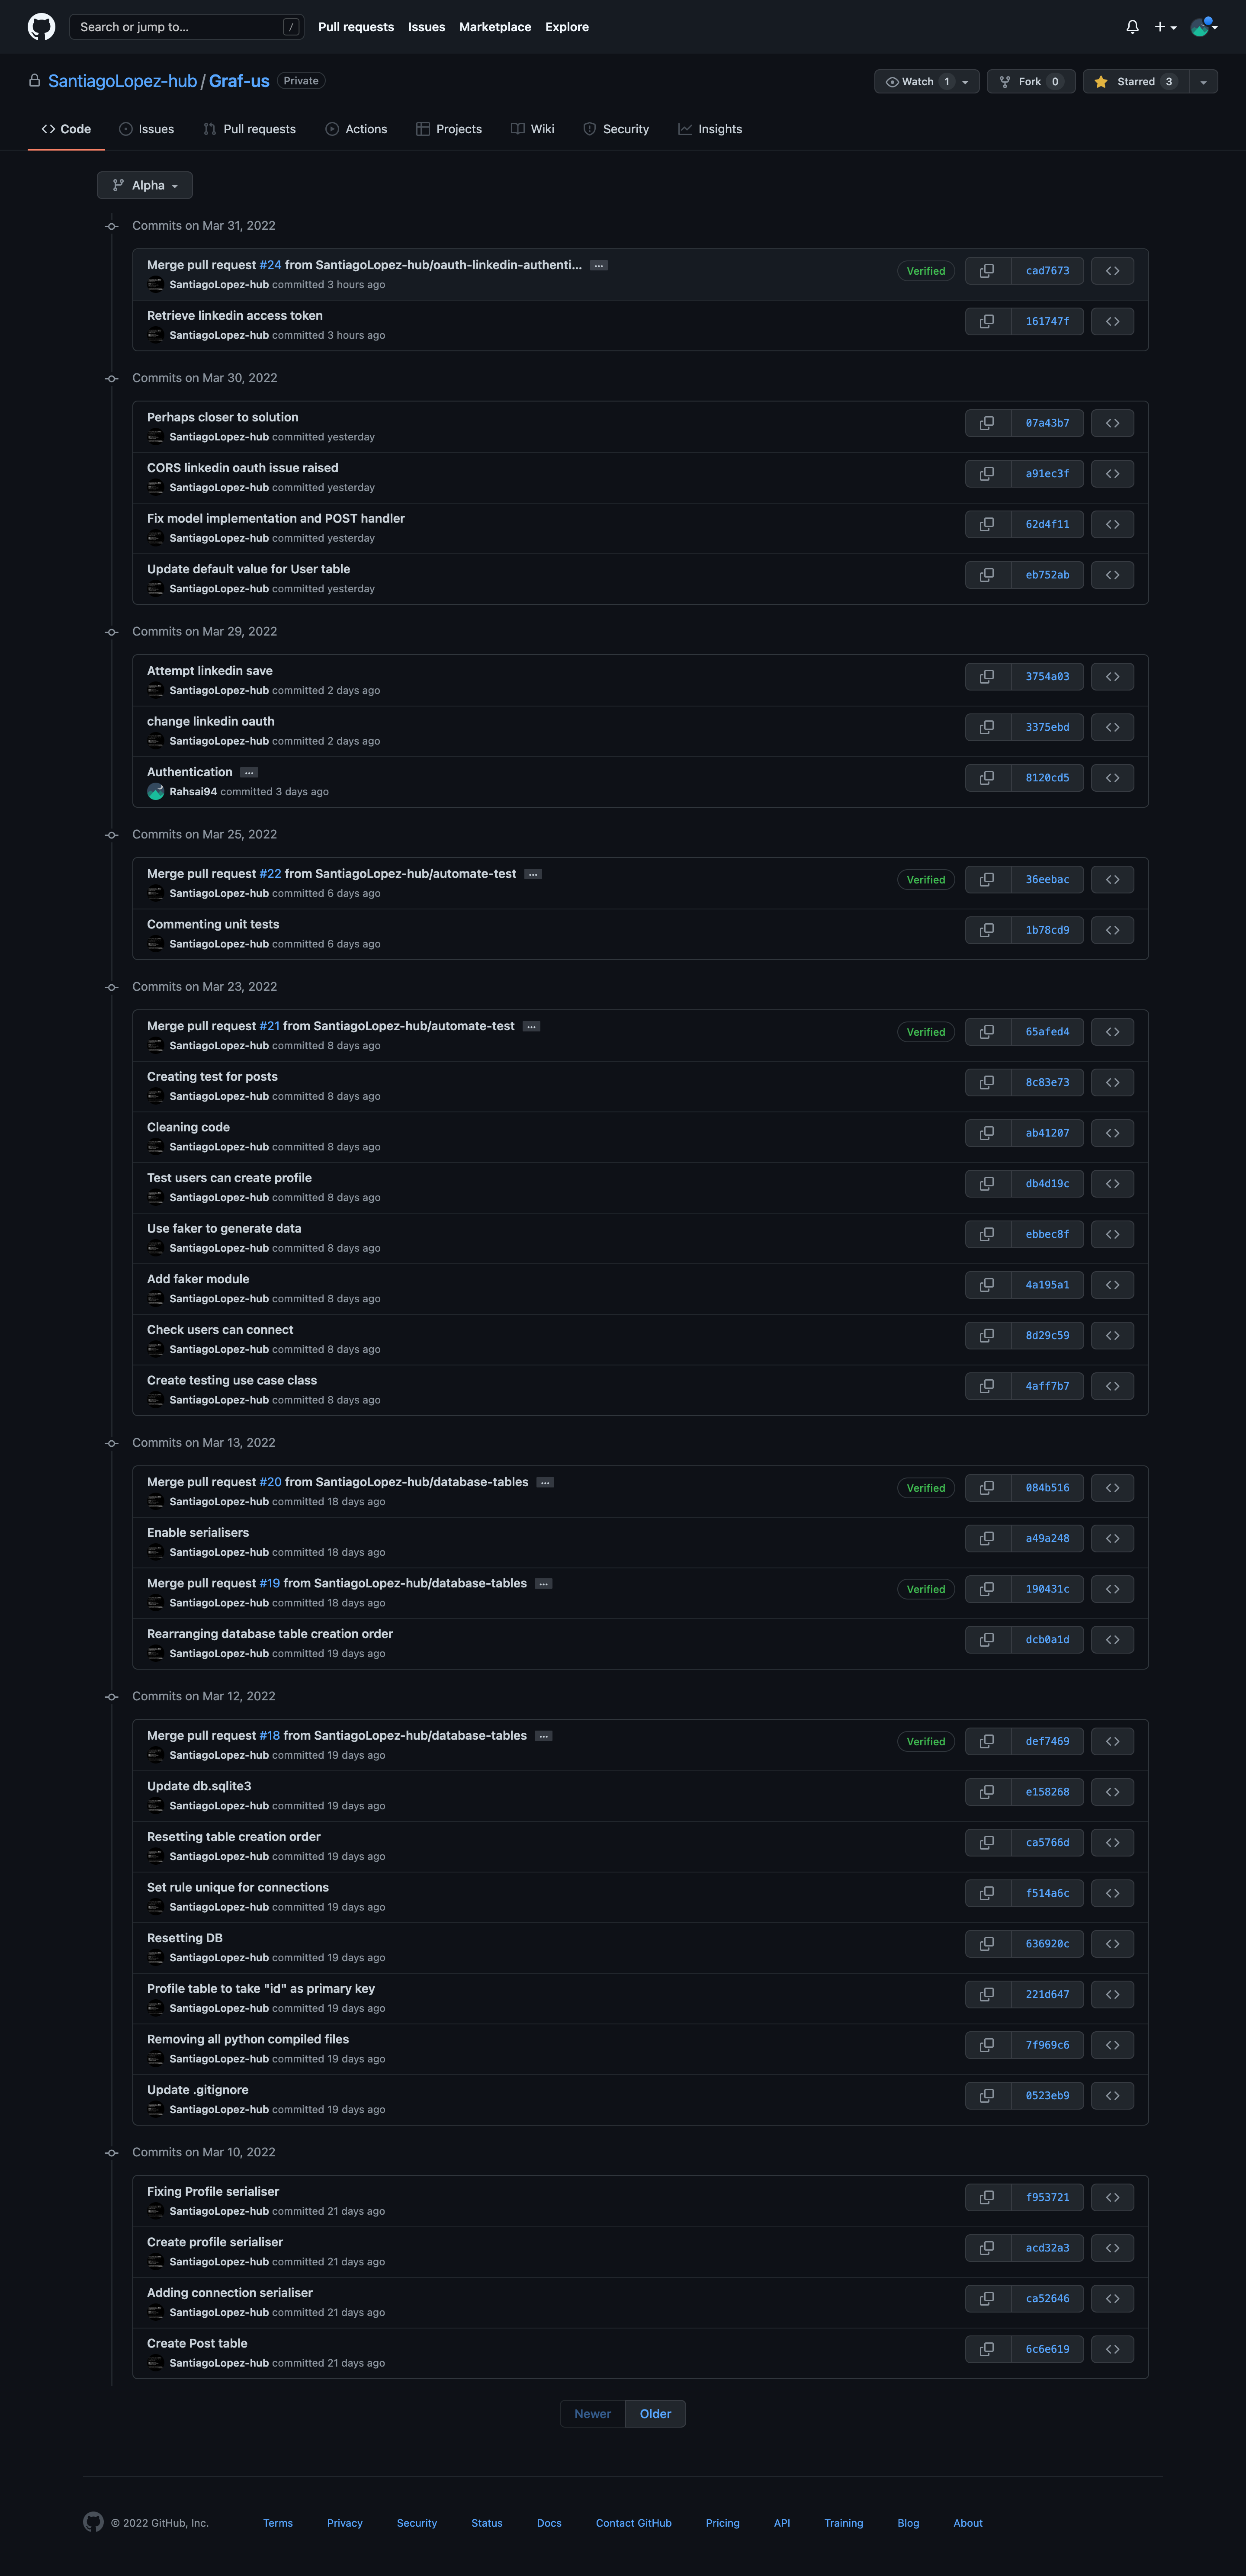 Search or jump to... /
Pull requests Issues Marketplace Explore
SantiagoLopez-hub / Graf-us Private
Watch 1 Fork 0 Starred 3
Code Issues Pull requests Actions Projects Wiki Security Insights
Alpha
Commits on Mar 31, 2022
Merge pull request #24 from SantiagoLopez-hub/oauth-linkedin-authenti... ... Verified cad7673
SantiagoLopez-hub committed 3 hours ago
Retrieve linkedin access token 161747f
SantiagoLopez-hub committed 3 hours ago
Commits on Mar 30, 2022
Perhaps closer to solution 07a43b7
SantiagoLopez-hub committed yesterday
CORS linkedin oauth issue raised a91ec3f
SantiagoLopez-hub committed yesterday
Fix model implementation and POST handler 62d4f11
SantiagoLopez-hub committed yesterday
Update default value for User table eb752ab
SantiagoLopez-hub committed yesterday
Commits on Mar 29, 2022
Attempt linkedin save 3754a03
SantiagoLopez-hub committed 2 days ago
change linkedin oauth 3375ebd
SantiagoLopez-hub committed 2 days ago
Authentication ... 8120cd5
Rahsai94 committed 3 days ago
Commits on Mar 25, 2022
Merge pull request #22 from SantiagoLopez-hub/automate-test ... Verified 36eebac
SantiagoLopez-hub committed 6 days ago
Commenting unit tests 1b78cd9
SantiagoLopez-hub committed 6 days ago
Commits on Mar 23, 2022
Merge pull request #21 from SantiagoLopez-hub/automate-test ... Verified 65afed4
SantiagoLopez-hub committed 8 days ago
Creating test for posts 8c83e73
SantiagoLopez-hub committed 8 days ago
Cleaning code ab41207
SantiagoLopez-hub committed 8 days ago
Test users can create profile db4d19c
SantiagoLopez-hub committed 8 days ago
Use faker to generate data ebbec8f
SantiagoLopez-hub committed 8 days ago
Add faker module 4a195a1
SantiagoLopez-hub committed 8 days ago
Check users can connect 8d29c59
SantiagoLopez-hub committed 8 days ago
Create testing use case class 4aff7b7
SantiagoLopez-hub committed 8 days ago
Commits on Mar 13, 2022
Merge pull request #20 from SantiagoLopez-hub/database-tables ... Verified 084b516
SantiagoLopez-hub committed 18 days ago
Enable serialisers a49a248
SantiagoLopez-hub committed 18 days ago
Merge pull request #19 from SantiagoLopez-hub/database-tables ... Verified 190431c
SantiagoLopez-hub committed 18 days ago
Rearranging database table creation order dcb0a1d
SantiagoLopez-hub committed 19 days ago
Commits on Mar 12, 2022
Merge pull request #18 from SantiagoLopez-hub/database-tables ... Verified def7469
SantiagoLopez-hub committed 19 days ago
Update db.sqlite3 e158268
SantiagoLopez-hub committed 19 days ago
Resetting table creation order ca5766d
SantiagoLopez-hub committed 19 days ago
Set rule unique for connections f514a6c
SantiagoLopez-hub committed 19 days ago
Resetting DB 636920c
SantiagoLopez-hub committed 19 days ago
Profile table to take "id" as primary key 221d647
SantiagoLopez-hub committed 19 days ago
Removing all python compiled files 7f969c6
SantiagoLopez-hub committed 19 days ago
Update .gitignore 0523eb9
SantiagoLopez-hub committed 19 days ago
Commits on Mar 10, 2022
Fixing Profile serialiser f953721
SantiagoLopez-hub committed 21 days ago
Create profile serialiser acd32a3
SantiagoLopez-hub committed 21 days ago
Adding connection serialiser ca52646
SantiagoLopez-hub committed 21 days ago
Create Post table 6c6e619
SantiagoLopez-hub committed 21 days ago
Newer Older
© 2022 GitHub, Inc. Terms Privacy Security Status Docs Contact GitHub Pricing API Training Blog About